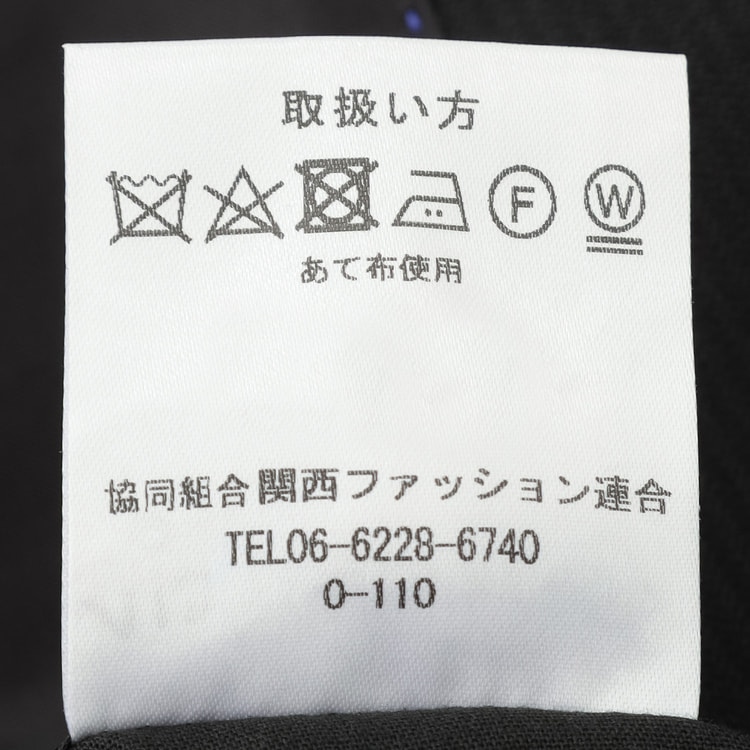 取扱い方
F W
あて布使用
協同組合関西ファッション連合
TEL06-6228-6740
0-110